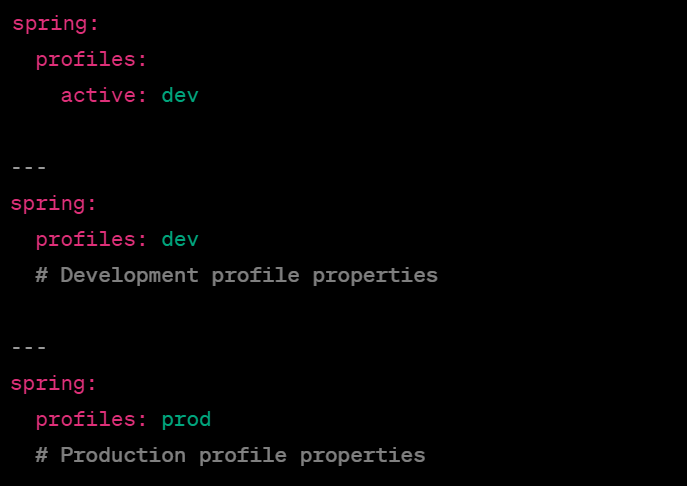 spring:
  profiles:
    active: dev

---
spring:
  profiles: dev
  # Development profile properties

---
spring:
  profiles: prod
  # Production profile properties